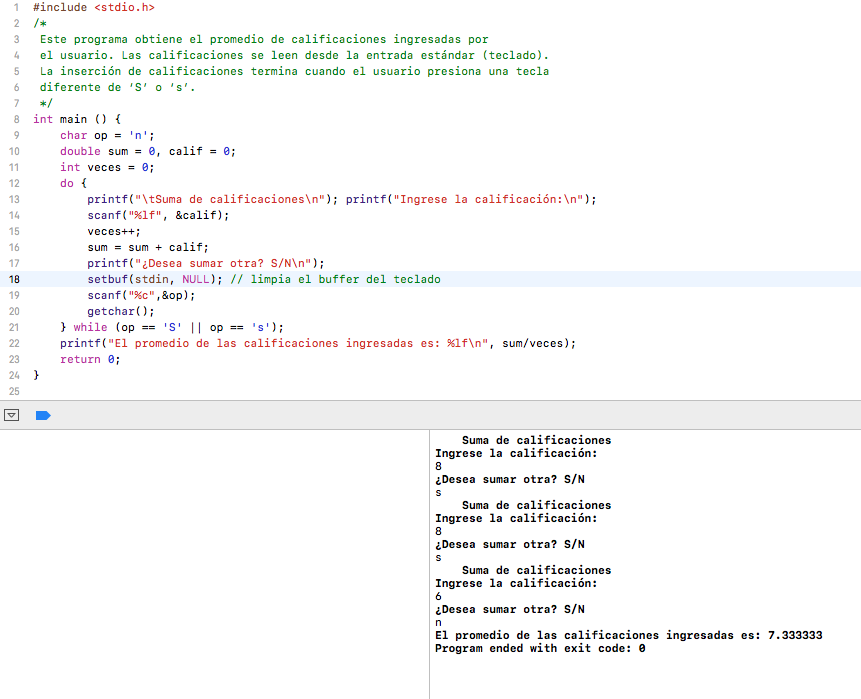 1 #include <stdio.h>
2 /*
3 Este programa obtiene el promedio de calificaciones ingresadas por
4 el usuario. Las calificaciones se leen desde la entrada estándar (teclado).
5 La inserción de calificaciones termina cuando el usuario presiona una tecla
6 diferente de ‘S’ o ‘s’.
7 */
8 int main () {
9 char op = 'n';
10 double sum = 0, calif = 0;
11 int veces = 0;
12 do {
13 printf("\tSuma de calificaciones\n"); printf("Ingrese la calificación:\n");
14 scanf("%lf", &calif);
15 veces++;
16 sum = sum + calif;
17 printf("¿Desea sumar otra? S/N\n");
18 setbuf(stdin, NULL); // limpia el buffer del teclado
19 scanf("%c",&op);
20 getchar();
21 } while (op == 'S' || op == 's');
22 printf("El promedio de las calificaciones ingresadas es: %lf\n", sum/veces);
23 return 0;
24 }
25
Suma de calificaciones
Ingrese la calificación:
8
¿Desea sumar otra? S/N
s
Suma de calificaciones
Ingrese la calificación:
8
¿Desea sumar otra? S/N
s
Suma de calificaciones
Ingrese la calificación:
6
¿Desea sumar otra? S/N
n
El promedio de las calificaciones ingresadas es: 7.333333
Program ended with exit code: 0